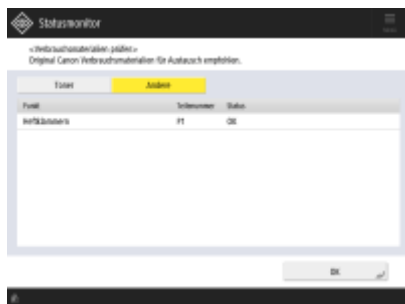 Statusmonitor
<Verbrauchsmaterialien prüfen>
Original Canon Verbrauchsmaterialien für Austausch empfohlen.
Toner Andere
Punkt Teilenummer Status
Heftklammern P1 OK
OK